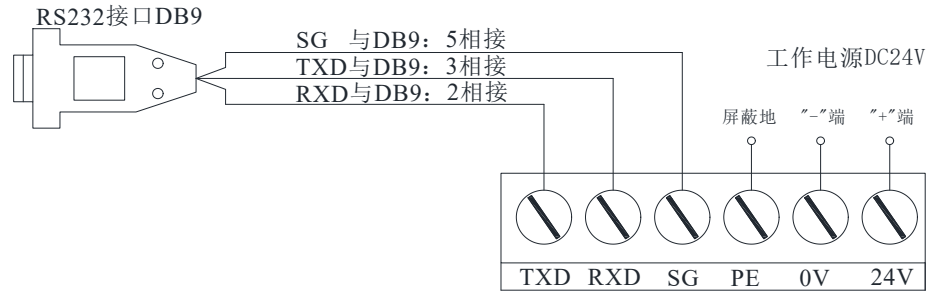 RS232接口DB9
SG 与DB9：5相接
TXD与DB9：3相接
RXD与DB9：2相接
工作电源DC24V
屏蔽地 "-"端 "+"端
TXD RXD SG PE 0V 24V